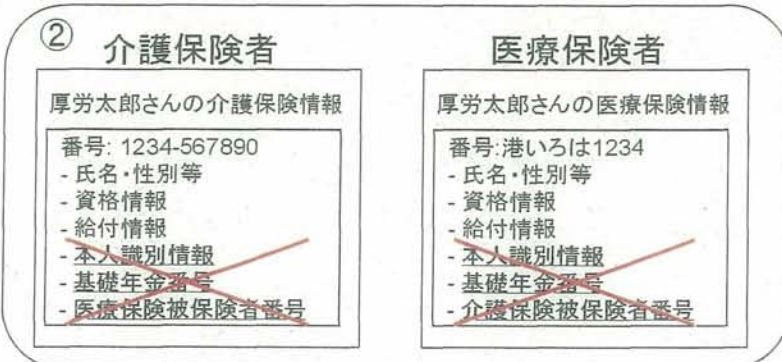 ②
介護保険者
厚労太郎さんの介護保険情報
番号: 1234-567890
- 氏名・性別等
- 資格情報
- 給付情報
- 本人識別情報
- 基礎年金番号
- 医療保険被保険者番号
医療保険者
厚労太郎さんの医療保険情報
番号:港いろは1234
- 氏名・性別等
- 資格情報
- 給付情報
- 本人識別情報
- 基礎年金番号
- 介護保険被保険者番号